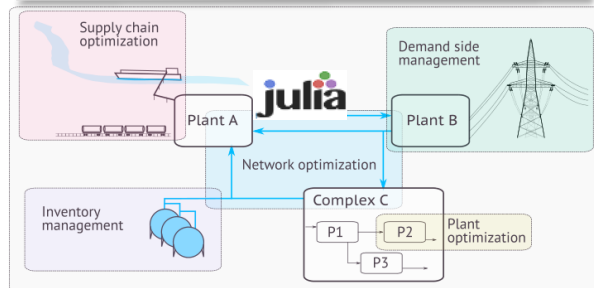 Supply chain
optimization
Demand side
management
julia
Plant A
Plant B
Network optimization
Inventory
management
Complex C
P1
P2
P3
Plant
optimization